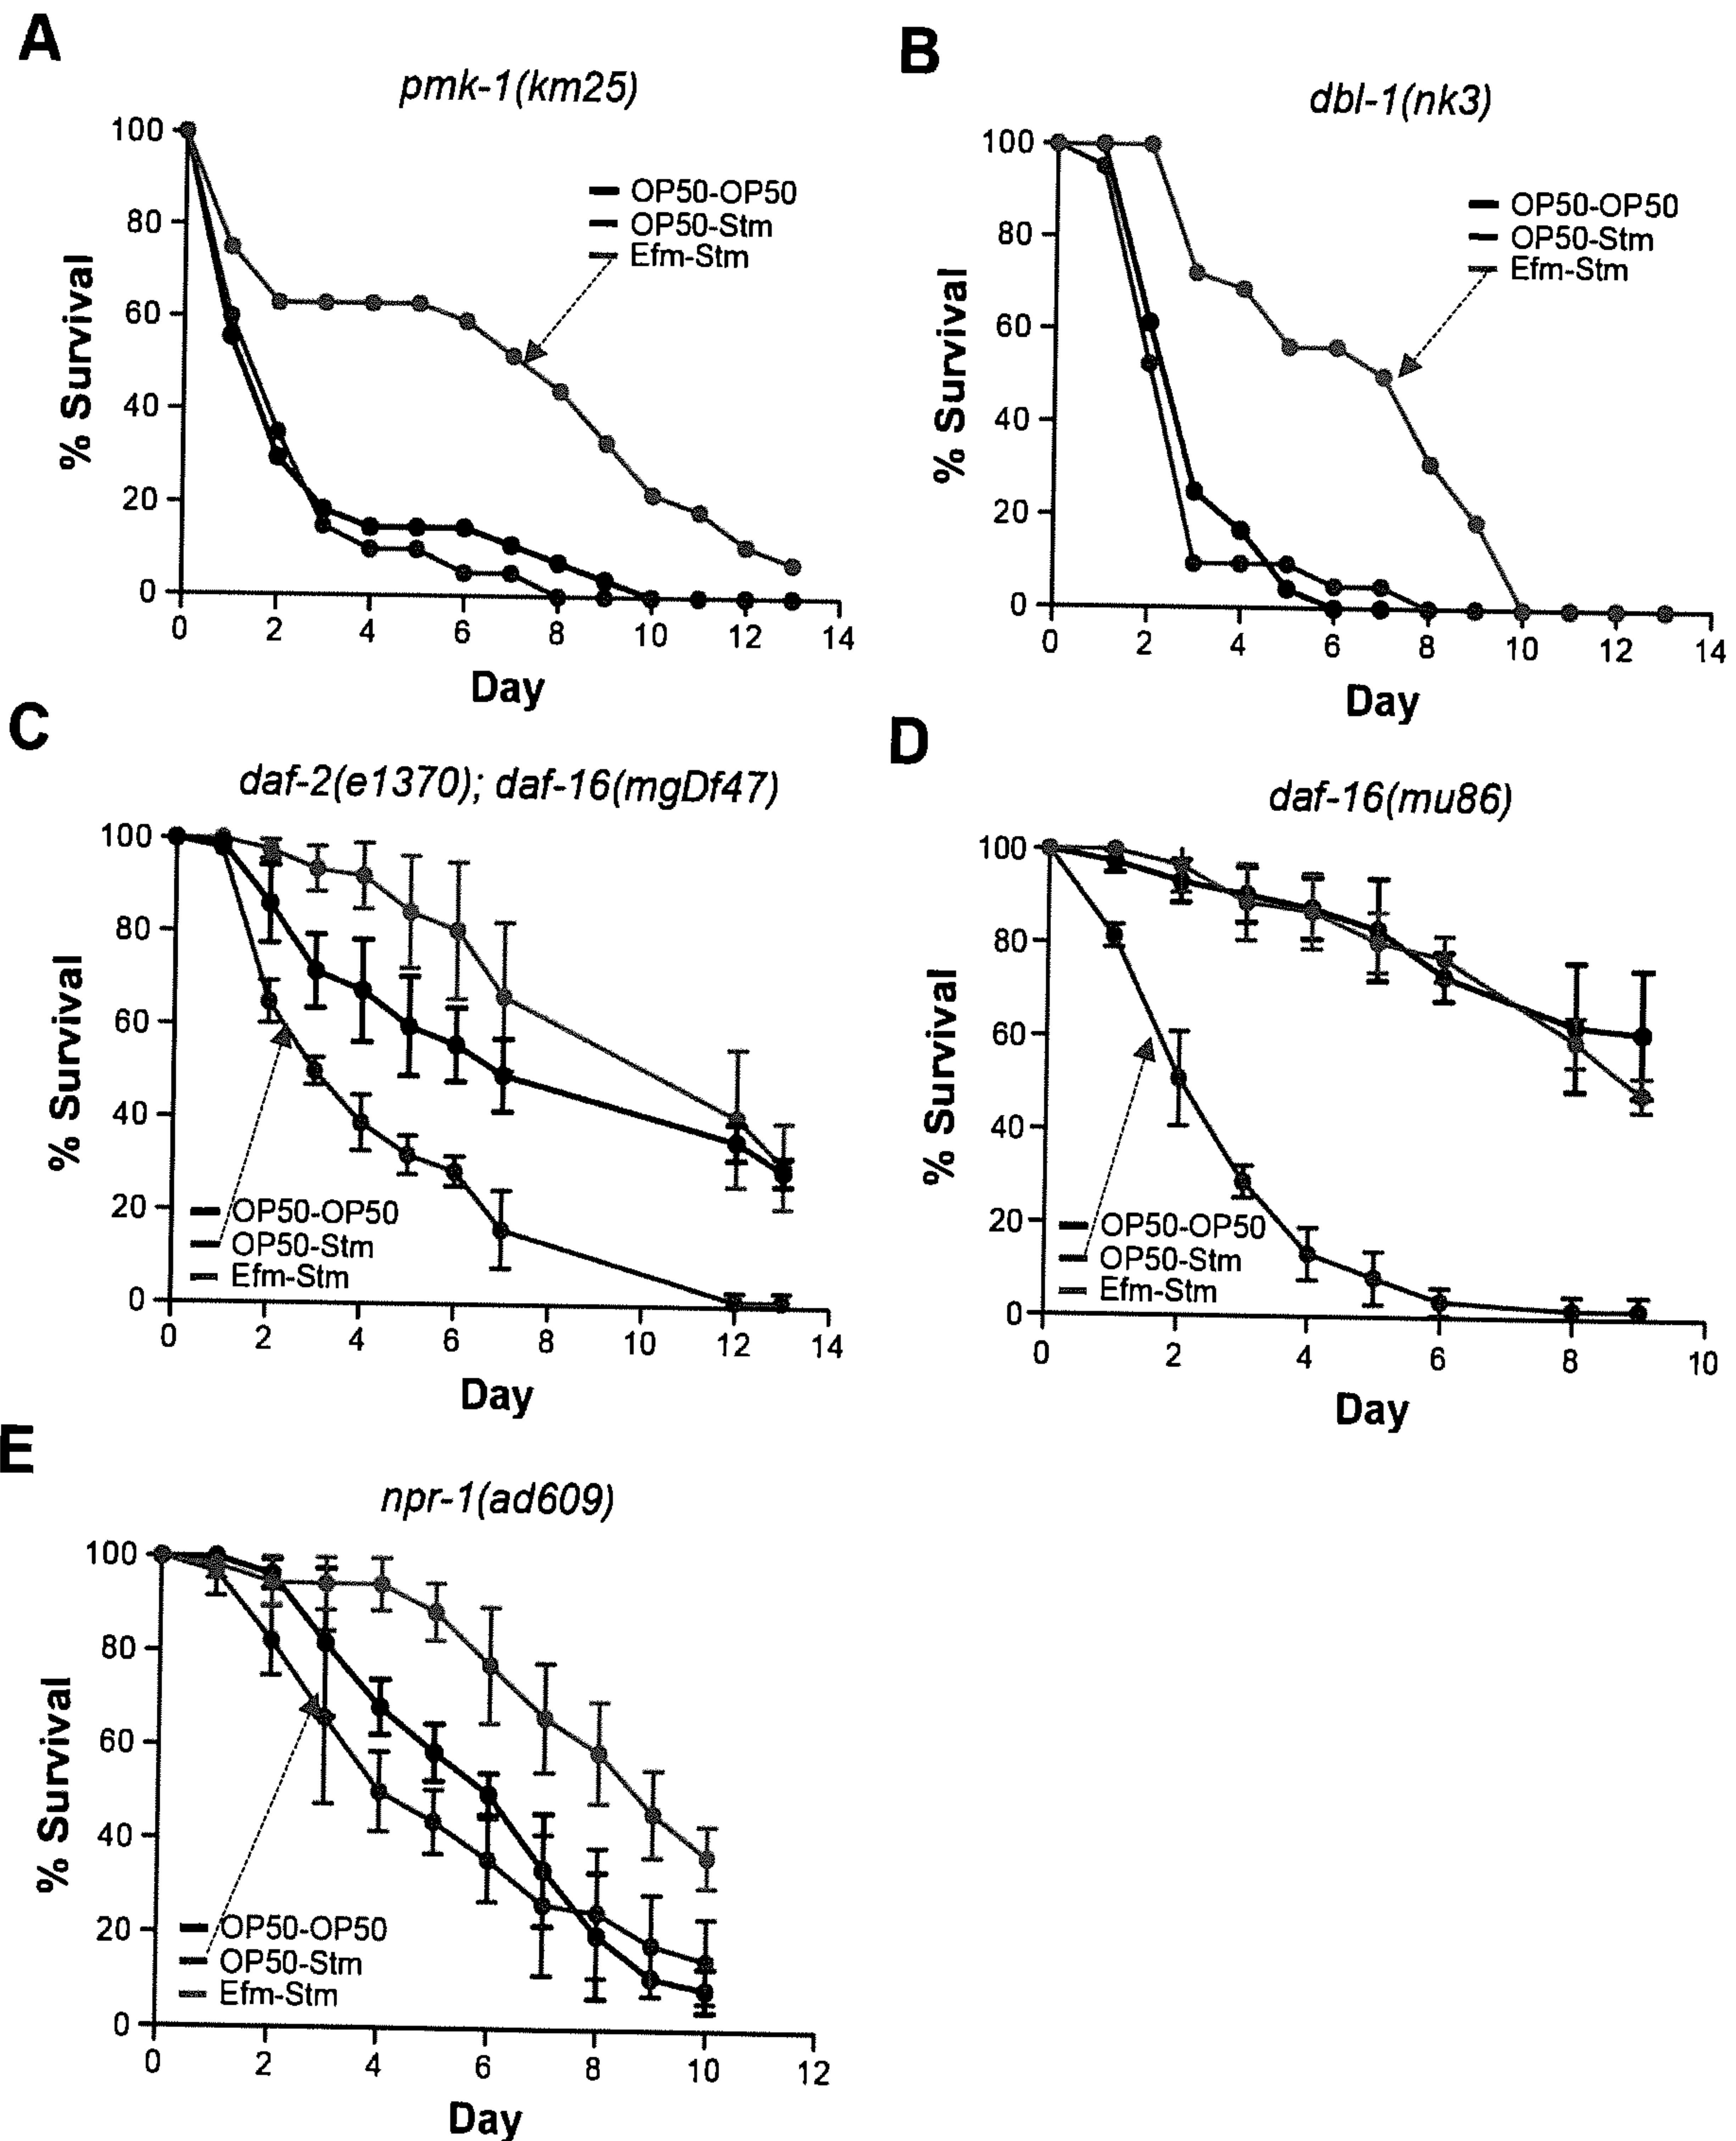 A
pmk-1(km25)
100
80
60
40
20
0
% Survival
OP50-OP50
OP50-Stm
Efm-Stm
0 2 4 6 8 10 12 14
Day
B
dbl-1(nk3)
100
80
60
40
20
0
% Survival
OP50-OP50
OP50-Stm
Efm-Stm
0 2 4 6 8 10 12 14
Day
C
daf-2(e1370); daf-16(mgDf47)
100
80
60
40
20
0
% Survival
OP50-OP50
OP50-Stm
Efm-Stm
0 2 4 6 8 10 12 14
Day
D
daf-16(mu86)
100
80
60
40
20
0
% Survival
OP50-OP50
OP50-Stm
Efm-Stm
0 2 4 6 8 10
Day
E
npr-1(ad609)
100
80
60
40
20
0
% Survival
OP50-OP50
OP50-Stm
Efm-Stm
0 2 4 6 8 10 12
Day